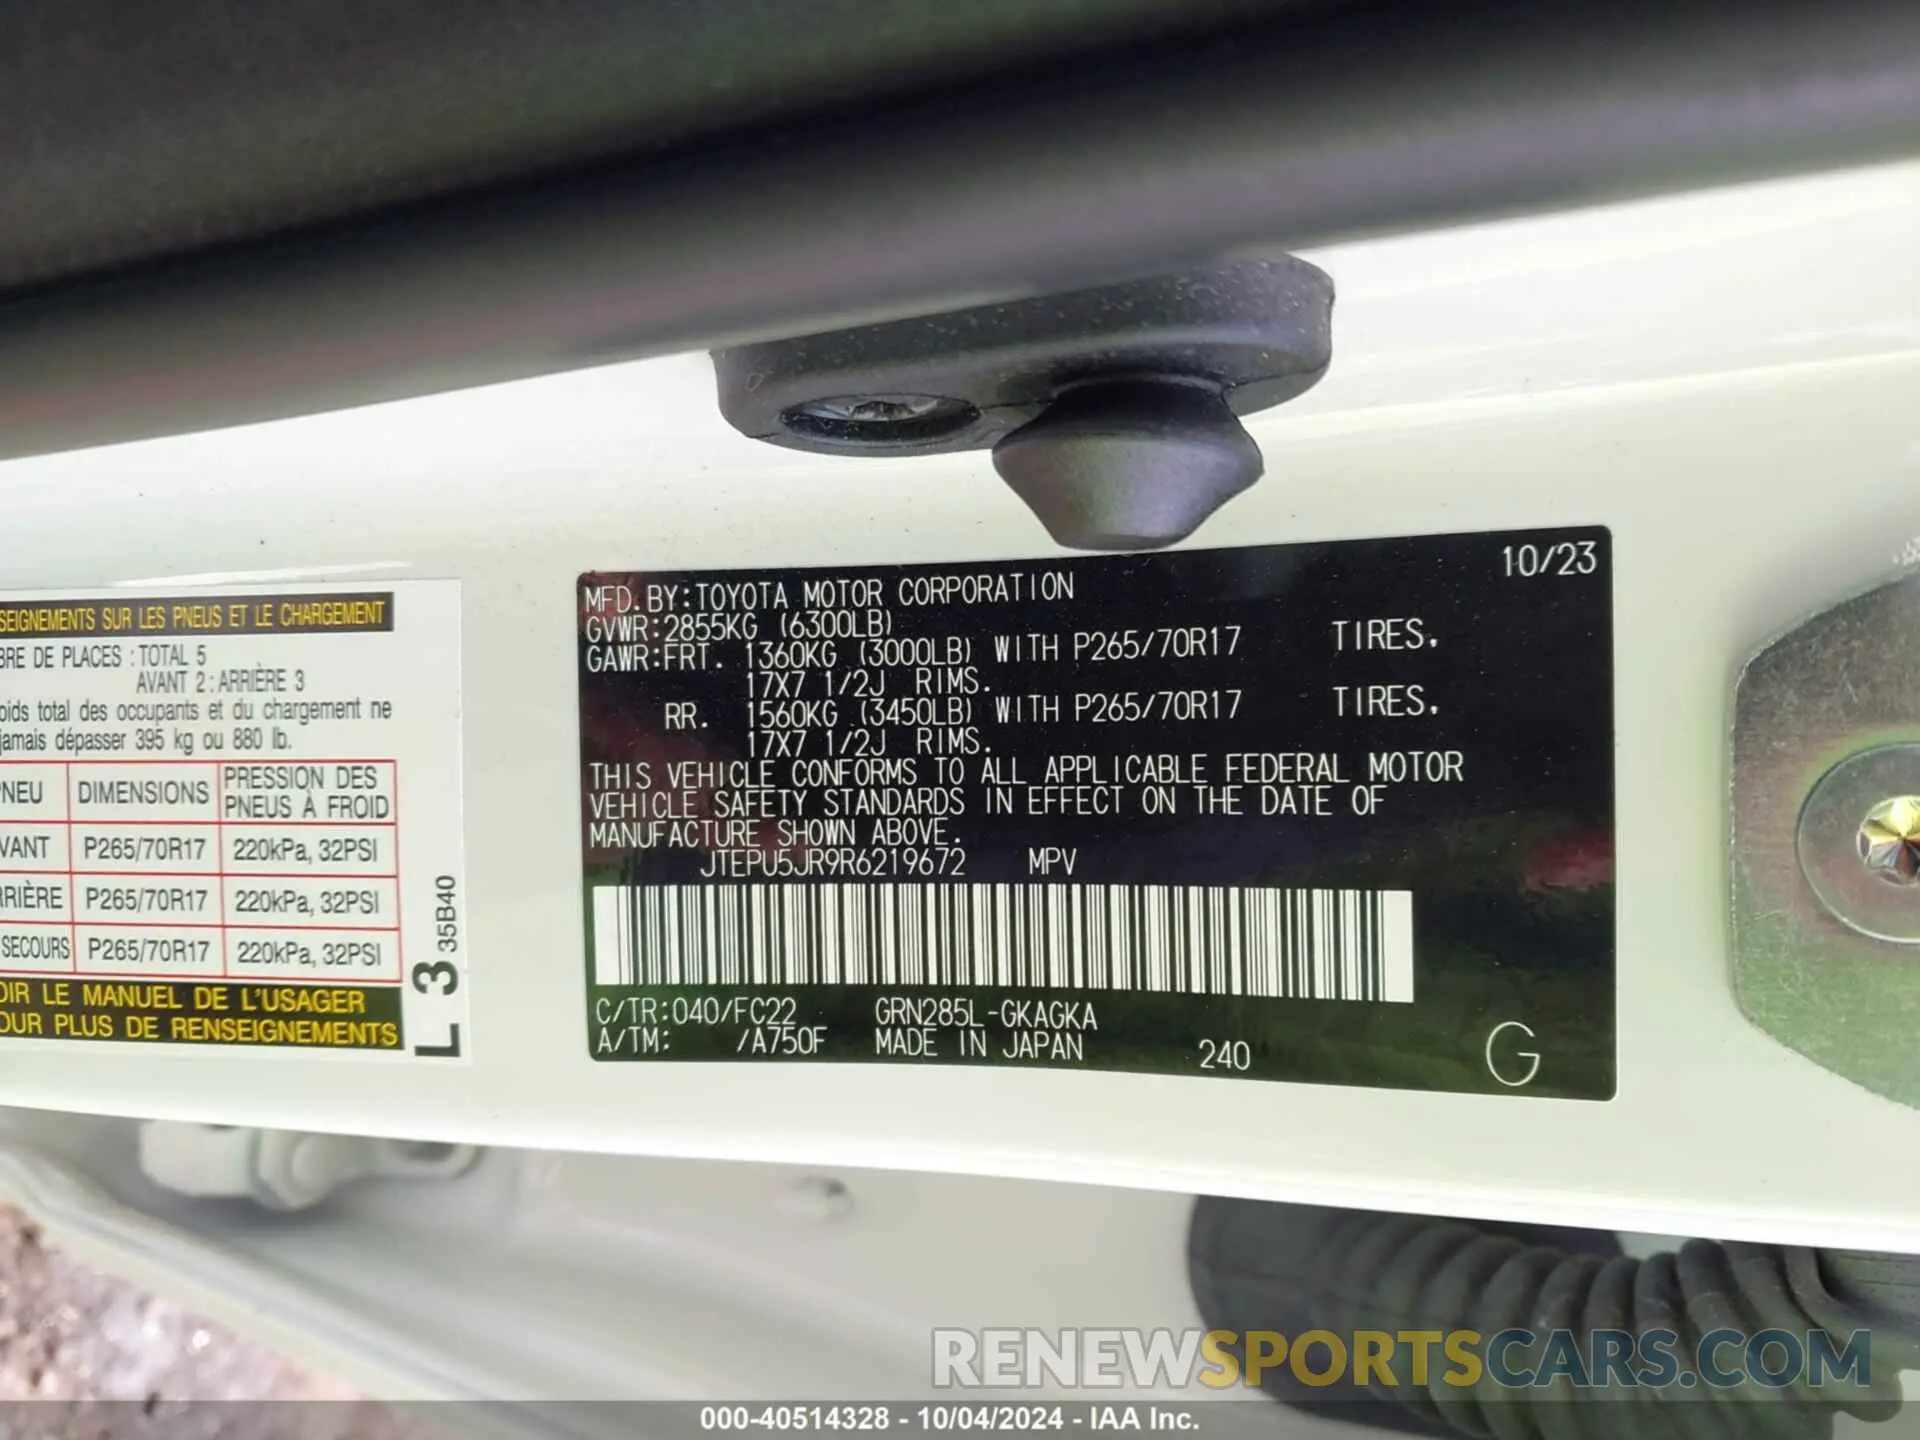 SEIGNEMENTS SUR LES PNEUS ET LE CHARGEMENT
BRE DE PLACES : TOTAL 5
AVANT 2 : ARRIÈRE 3
oids total des occupants et du chargement ne
jamais dépasser 395 kg ou 880 lb.
PNEU DIMENSIONS PRESSION DES PNEUS À FROID
VANT P265/70R17 220kPa, 32PSI
RRIÈRE P265/70R17 220kPa, 32PSI
SECOURS P265/70R17 220kPa, 32PSI
OIR LE MANUEL DE L'USAGER
OUR PLUS DE RENSEIGNEMENTS
L 3 35B40
10/23
MFD. BY: TOYOTA MOTOR CORPORATION
GVWR: 2855KG (6300LB)
GAWR: FRT. 1360KG (3000LB) WITH P265/70R17 TIRES,
17X7 1/2J RIMS.
RR. 1560KG (3450LB) WITH P265/70R17 TIRES,
17X7 1/2J RIMS.
THIS VEHICLE CONFORMS TO ALL APPLICABLE FEDERAL MOTOR
VEHICLE SAFETY STANDARDS IN EFFECT ON THE DATE OF
MANUFACTURE SHOWN ABOVE.
JTEPU5JR9R6219672 MPV
C/TR: 040/FC22 GRN285L-GKAGKA
A/TM: /A750F MADE IN JAPAN 240 G
RENEWSPORTSCARS.COM
000-40514328 - 10/04/2024 - IAA Inc.